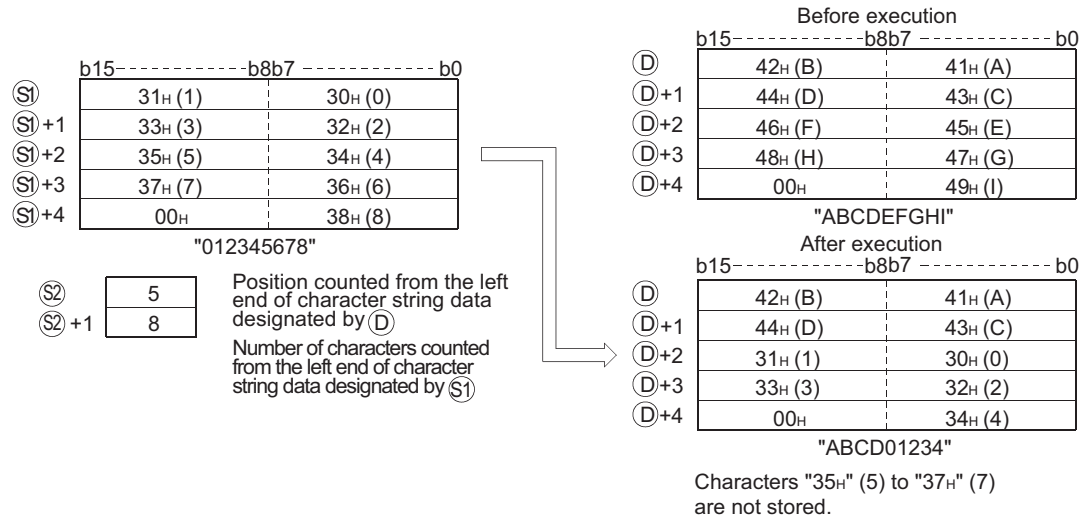 b15 b8b7 b0
S1 31H (1) 30H (0)
S1+1 33H (3) 32H (2)
S1+2 35H (5) 34H (4)
S1+3 37H (7) 36H (6)
S1+4 00H 38H (8)
"012345678"
S2 5
S2+1 8
Position counted from the left
end of character string data
designated by D
Number of characters counted
from the left end of character
string data designated by S1
Before execution
b15 b8b7 b0
D 42H (B) 41H (A)
D+1 44H (D) 43H (C)
D+2 46H (F) 45H (E)
D+3 48H (H) 47H (G)
D+4 00H 49H (I)
"ABCDEFGHI"
After execution
b15 b8b7 b0
D 42H (B) 41H (A)
D+1 44H (D) 43H (C)
D+2 31H (1) 30H (0)
D+3 33H (3) 32H (2)
D+4 00H 34H (4)
"ABCD01234"
Characters "35H" (5) to "37H" (7)
are not stored.